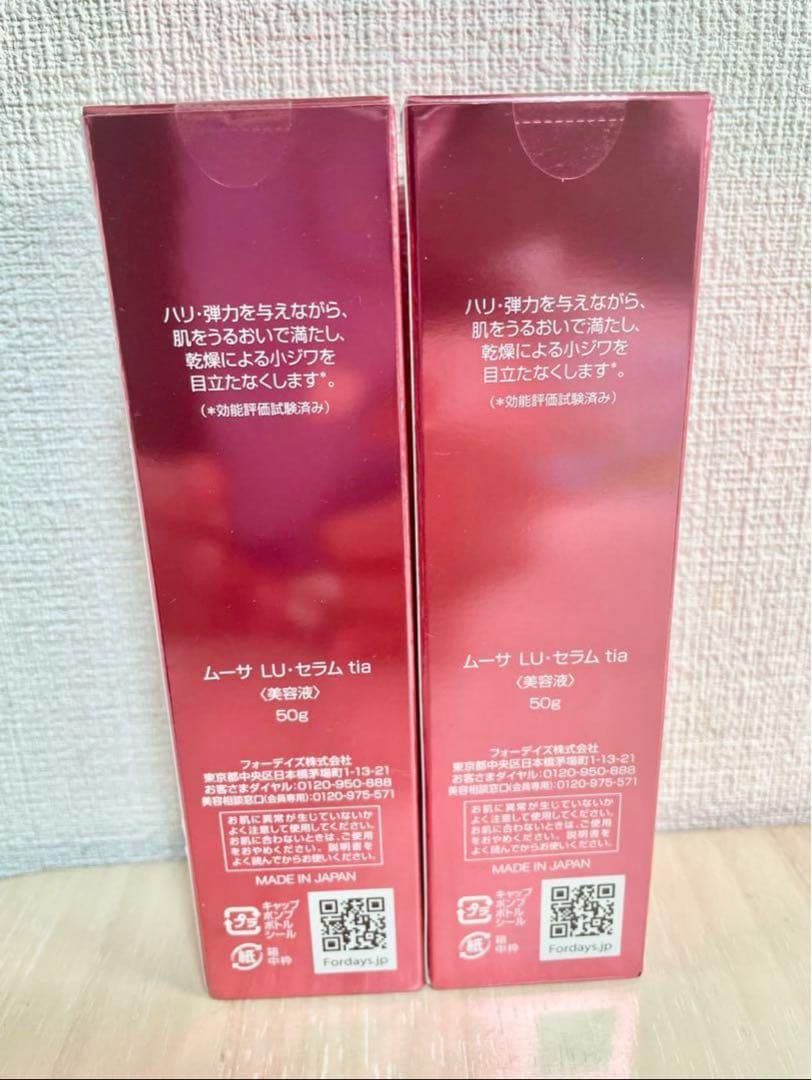 ハリ・弾力を与えながら、
肌をうるおいで満たし、
乾燥による小ジワを
目立たなくします*。
(*効能評価試験済み)
ムーサ LU・セラム tia
〈美容液〉
50g
フォーデイズ株式会社
東京都中央区日本橋茅場町1-13-21
お客さまダイヤル:0120-950-888
美容相談窓口(会員専用):0120-975-571
お肌に異常が生じていないか
よく注意して使用してください。
お肌に合わないときは、ご使用
をおやめください。説明書を
よく読んでからお使いください。
MADE IN JAPAN
プラ
キャップ
ポンプ
ボトル
シール
紙
箱
中枠
Fordays.jp
ハリ・弾力を与えながら、
肌をうるおいで満たし、
乾燥による小ジワを
目立たなくします*。
(*効能評価試験済み)
ムーサ LU・セラム tia
〈美容液〉
50g
フォーデイズ株式会社
東京都中央区日本橋茅場町1-13-21
お客さまダイヤル:0120-950-888
美容相談窓口(会員専用):0120-975-571
お肌に異常が生じていないか
よく注意して使用してください。
お肌に合わないときは、ご使用
をおやめください。説明書を
よく読んでからお使いください。
MADE IN JAPAN
プラ
キャップ
ポンプ
ボトル
シール
紙
箱
中枠
Fordays.jp